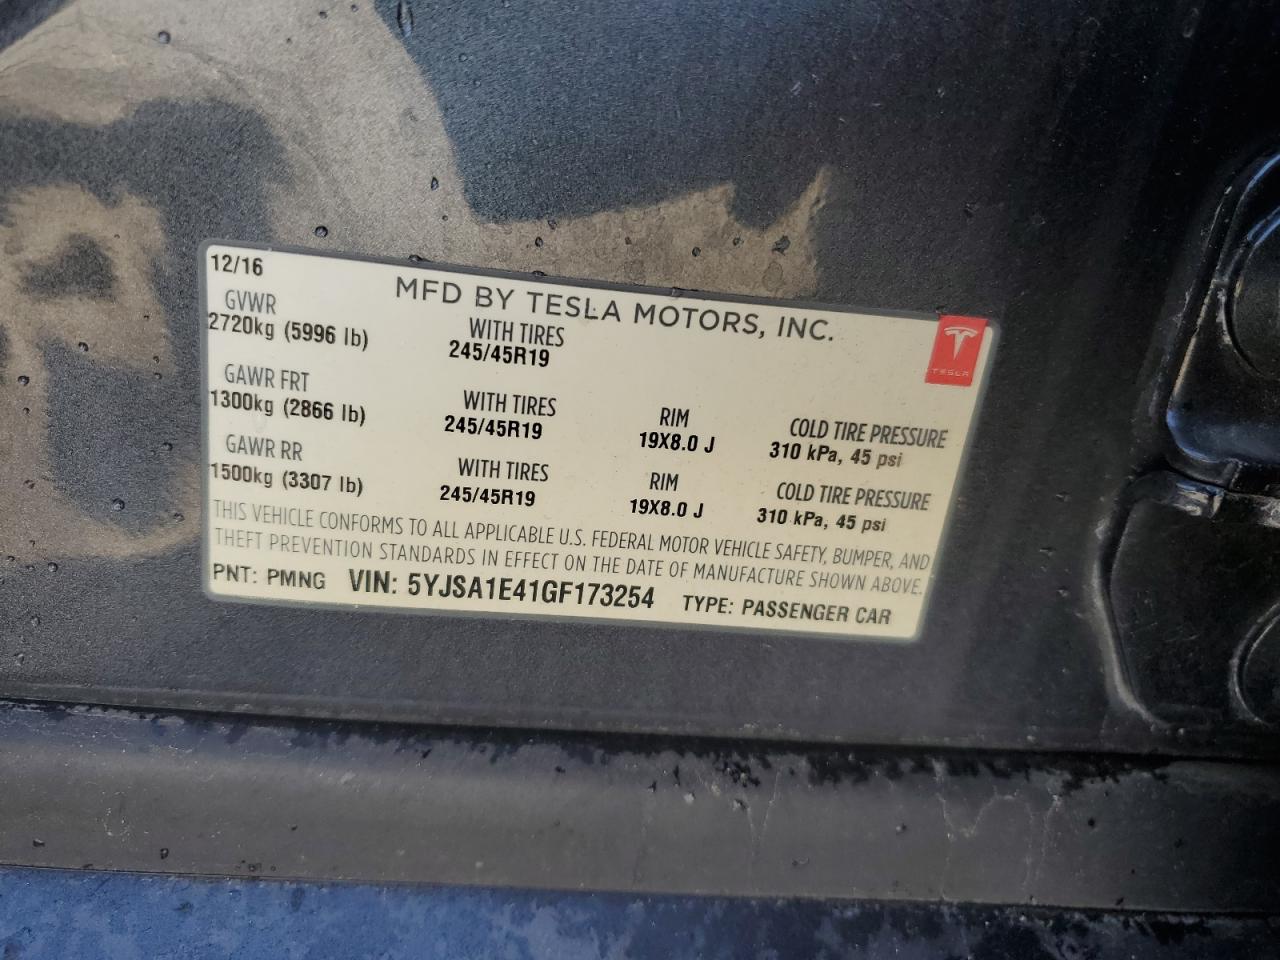 12/16
MFD BY TESLA MOTORS, INC.
TESLA
GVWR
2720kg (5996 lb)
WITH TIRES
245/45R19
GAWR FRT
1300kg (2866 lb)
WITH TIRES
245/45R19
RIM
19X8.0 J
COLD TIRE PRESSURE
310 kPa, 45 psi
GAWR RR
1500kg (3307 lb)
WITH TIRES
245/45R19
RIM
19X8.0 J
COLD TIRE PRESSURE
310 kPa, 45 psi
THIS VEHICLE CONFORMS TO ALL APPLICABLE U.S. FEDERAL MOTOR VEHICLE SAFETY, BUMPER, AND
THEFT PREVENTION STANDARDS IN EFFECT ON THE DATE OF MANUFACTURE SHOWN ABOVE.
PNT: PMNG VIN: 5YJSA1E41GF173254 TYPE: PASSENGER CAR